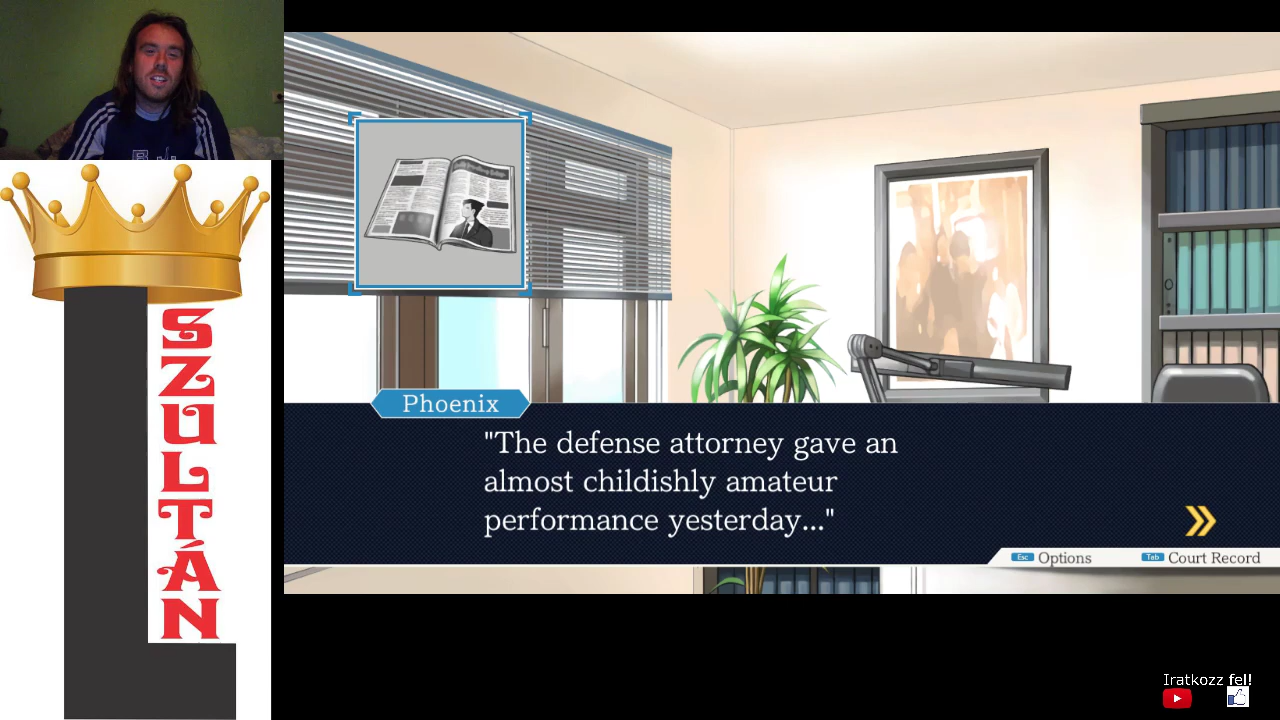 SZULTÁN
Phoenix
"The defense attorney gave an
almost childishly amateur
performance yesterday..."
Esc Options
Tab Court Record
Iratkozz fel!